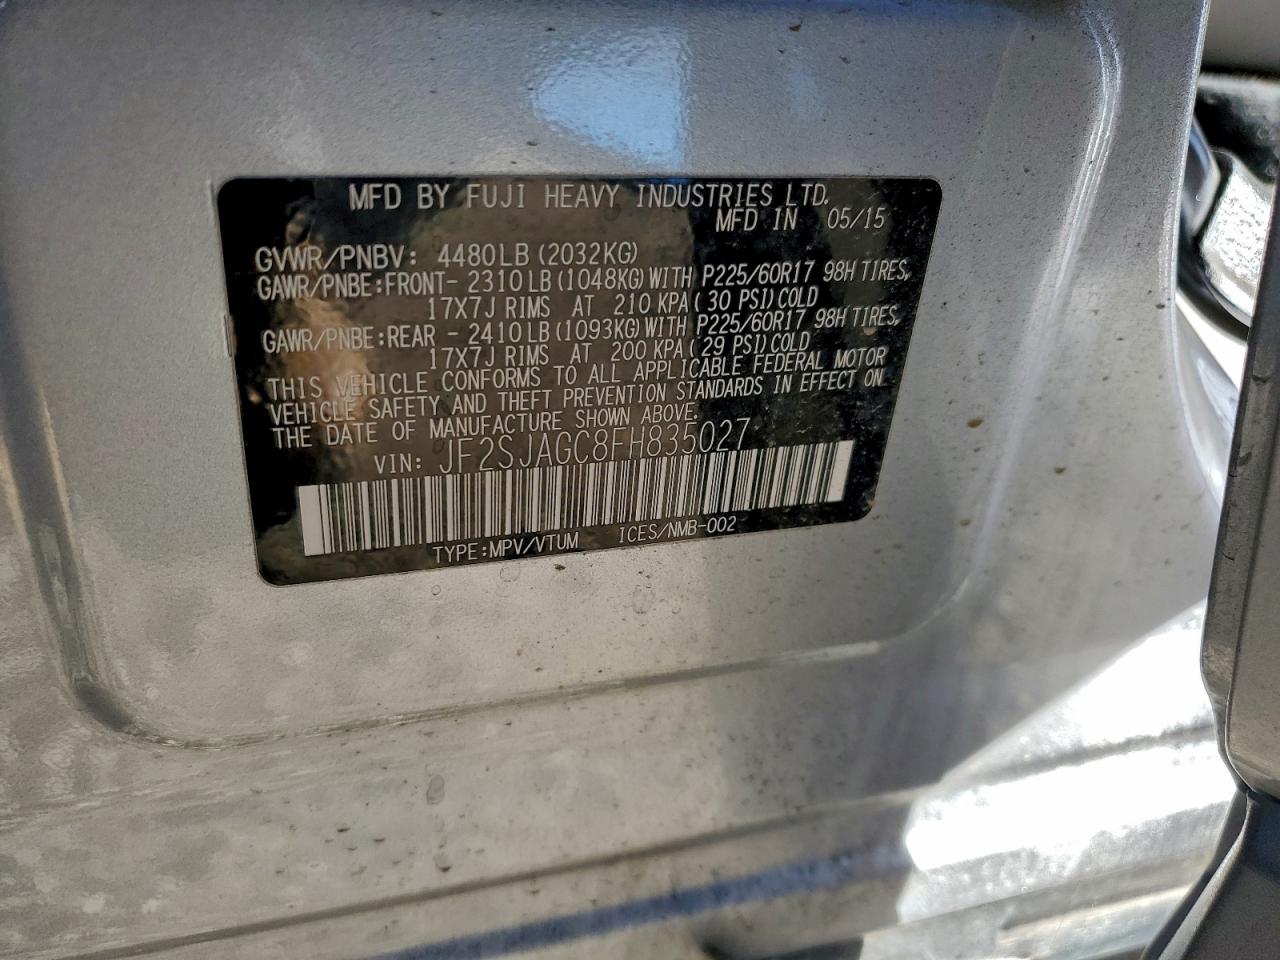 MFD BY FUJI HEAVY INDUSTRIES LTD.
MFD IN 05/15
GVWR/PNBV: 4480LB (2032KG)
GAWR/PNBE:FRONT- 2310LB (1048KG) WITH P225/60R17 98H TIRES,
17X7J RIMS AT 210 KPA (30 PSI) COLD
GAWR/PNBE:REAR - 2410LB (1093KG) WITH P225/60R17 98H TIRES,
17X7J RIMS AT 200 KPA (29 PSI) COLD
THIS VEHICLE CONFORMS TO ALL APPLICABLE FEDERAL MOTOR
VEHICLE SAFETY AND THEFT PREVENTION STANDARDS IN EFFECT ON
THE DATE OF MANUFACTURE SHOWN ABOVE.
VIN: JF2SJAGC8FH835027
TYPE:MPV/VTUM ICES/NMB-002